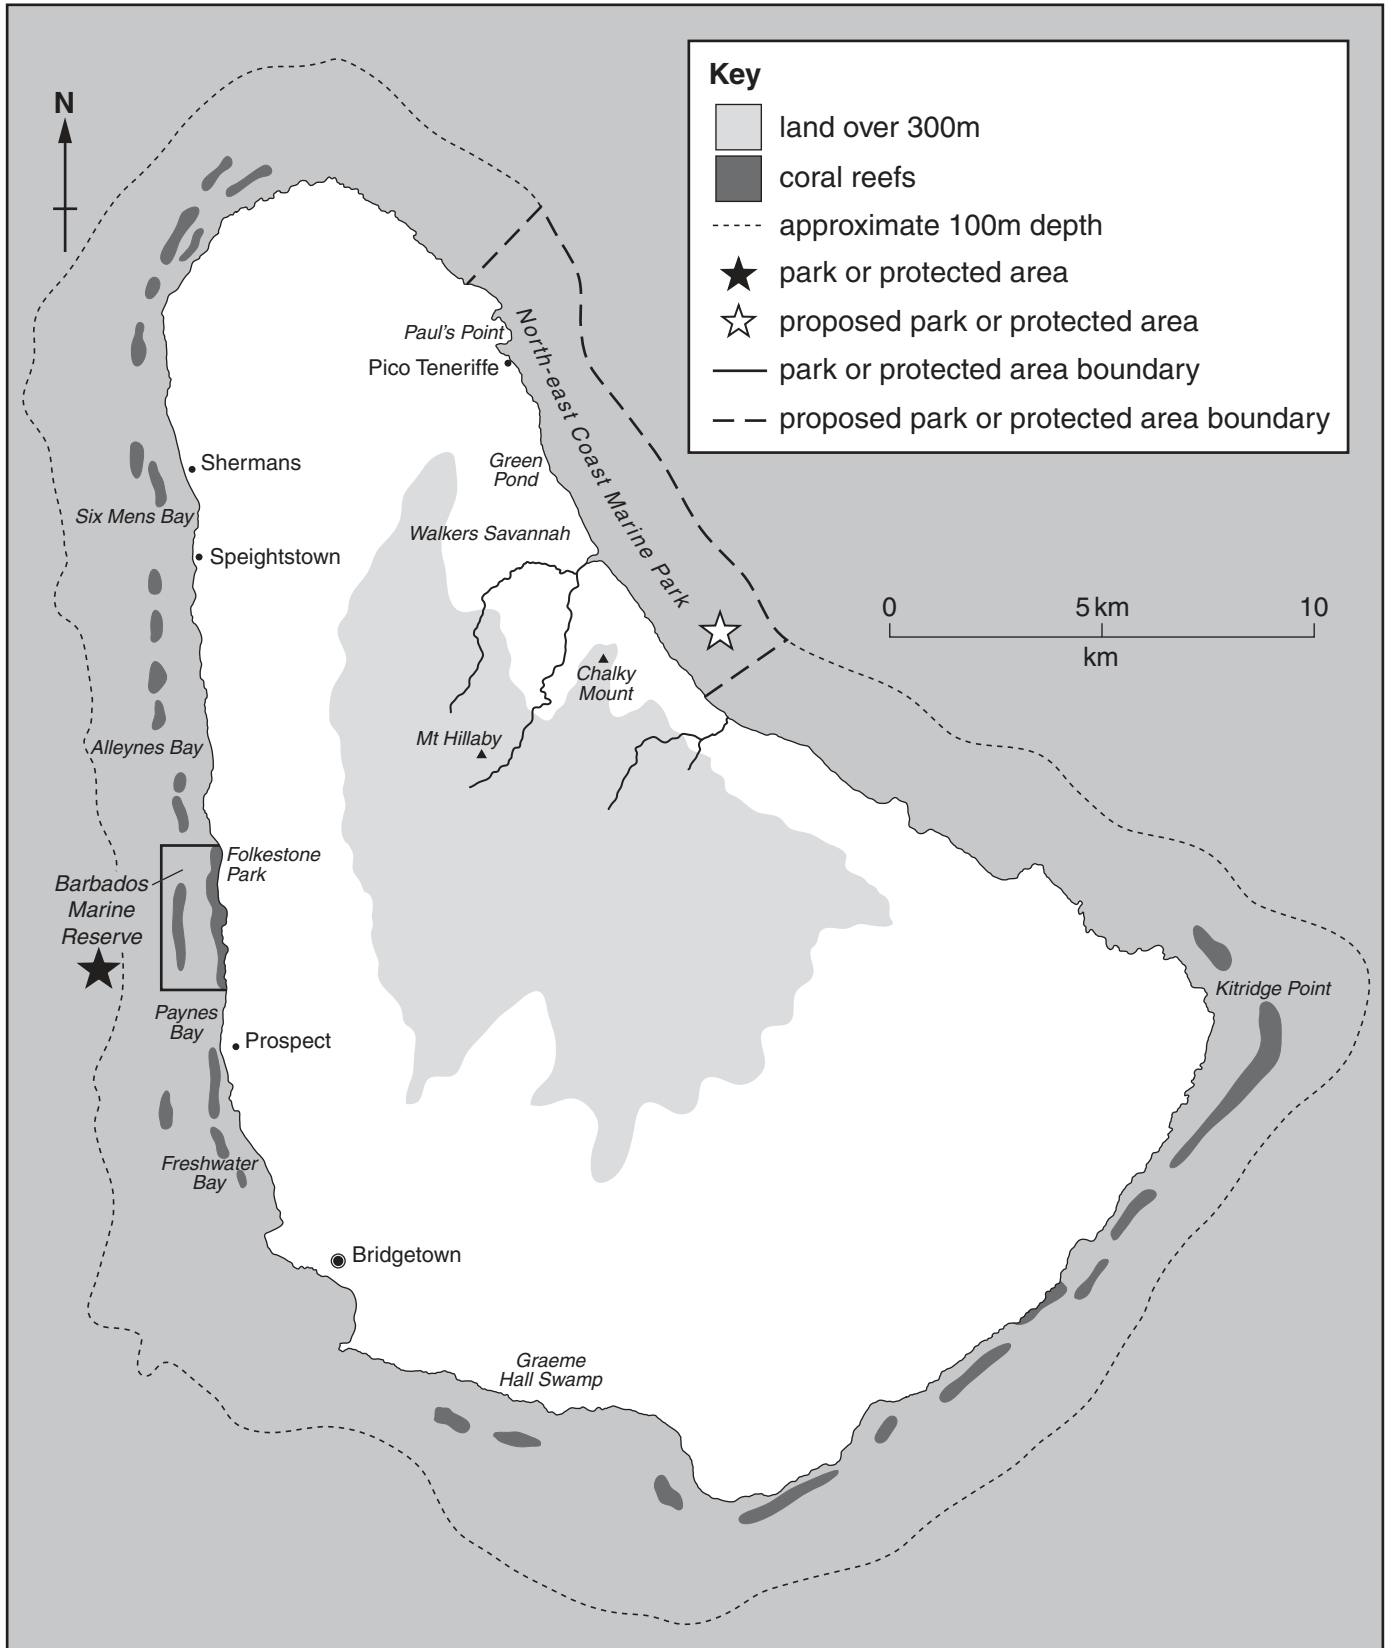 N
Key
land over 300m
coral reefs
approximate 100m depth
park or protected area
proposed park or protected area
park or protected area boundary
proposed park or protected area boundary
Paul's Point
Pico Teneriffe
North-east Coast Marine Park
Green
Pond
Shermans
Six Mens Bay
Walkers Savannah
Speightstown
0 5 km 10
km
Chalky
Mount
Mt Hillaby
Alleynes Bay
Folkestone
Park
Barbados
Marine
Reserve
Kitridge Point
Paynes
Bay
Prospect
Freshwater
Bay
Bridgetown
Graeme
Hall Swamp